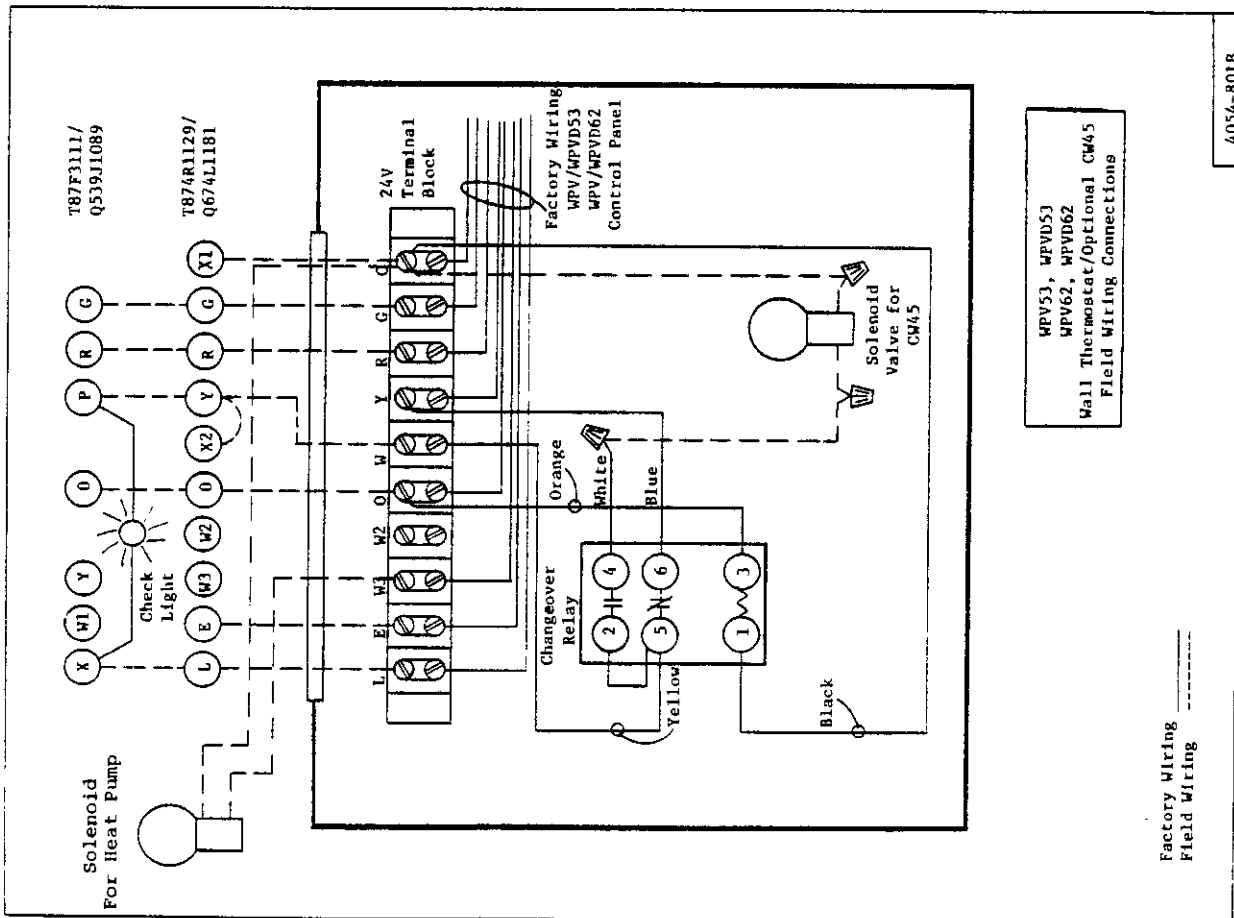 T87F3111/
Q539J1089
T874R1129/
Q674L1181
X
W1
Y
O
P
R
G
Check
Light
L
E
W3
W2
O
X2
Y
R
G
X1
Solenoid
For Heat Pump
24V
Terminal
Block
L
E
W3
W2
O
W
Y
R
G
C
Factory Wiring
WPV/WPVD53
WPV/WPVD62
Control Panel
Changeover
Relay
2
4
5
6
1
3
Orange
White
Blue
Yellow
Black
Solenoid
Valve for
CW45
WPV53, WPVD53
WPV62, WPVD62
Wall Thermostat/Optional CW45
Field Wiring Connections
Factory Wiring
Field Wiring